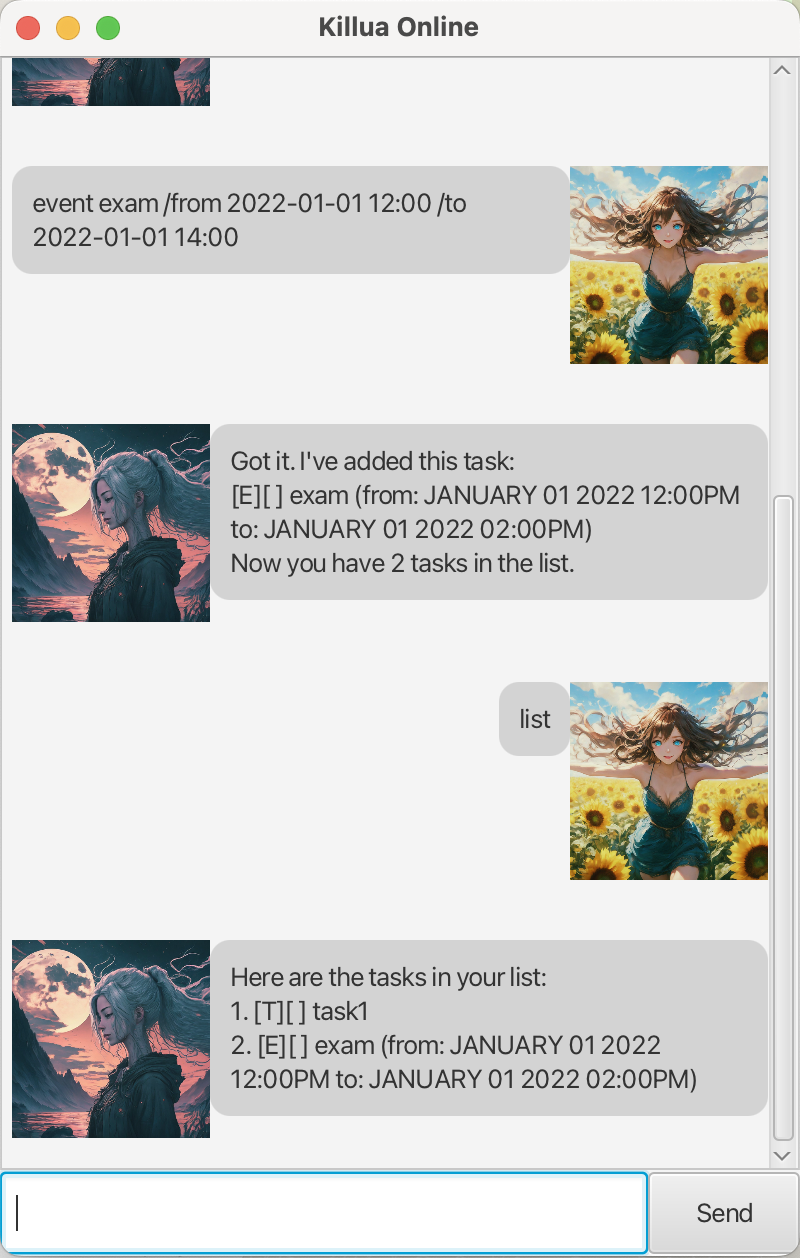 Killua Online
event exam /from 2022-01-01 12:00 /to
2022-01-01 14:00
Got it. I've added this task:
[E][ ] exam (from: JANUARY 01 2022 12:00PM
to: JANUARY 01 2022 02:00PM)
Now you have 2 tasks in the list.
list
Here are the tasks in your list:
1. [T][ ] task1
2. [E][ ] exam (from: JANUARY 01 2022
12:00PM to: JANUARY 01 2022 02:00PM)
Send